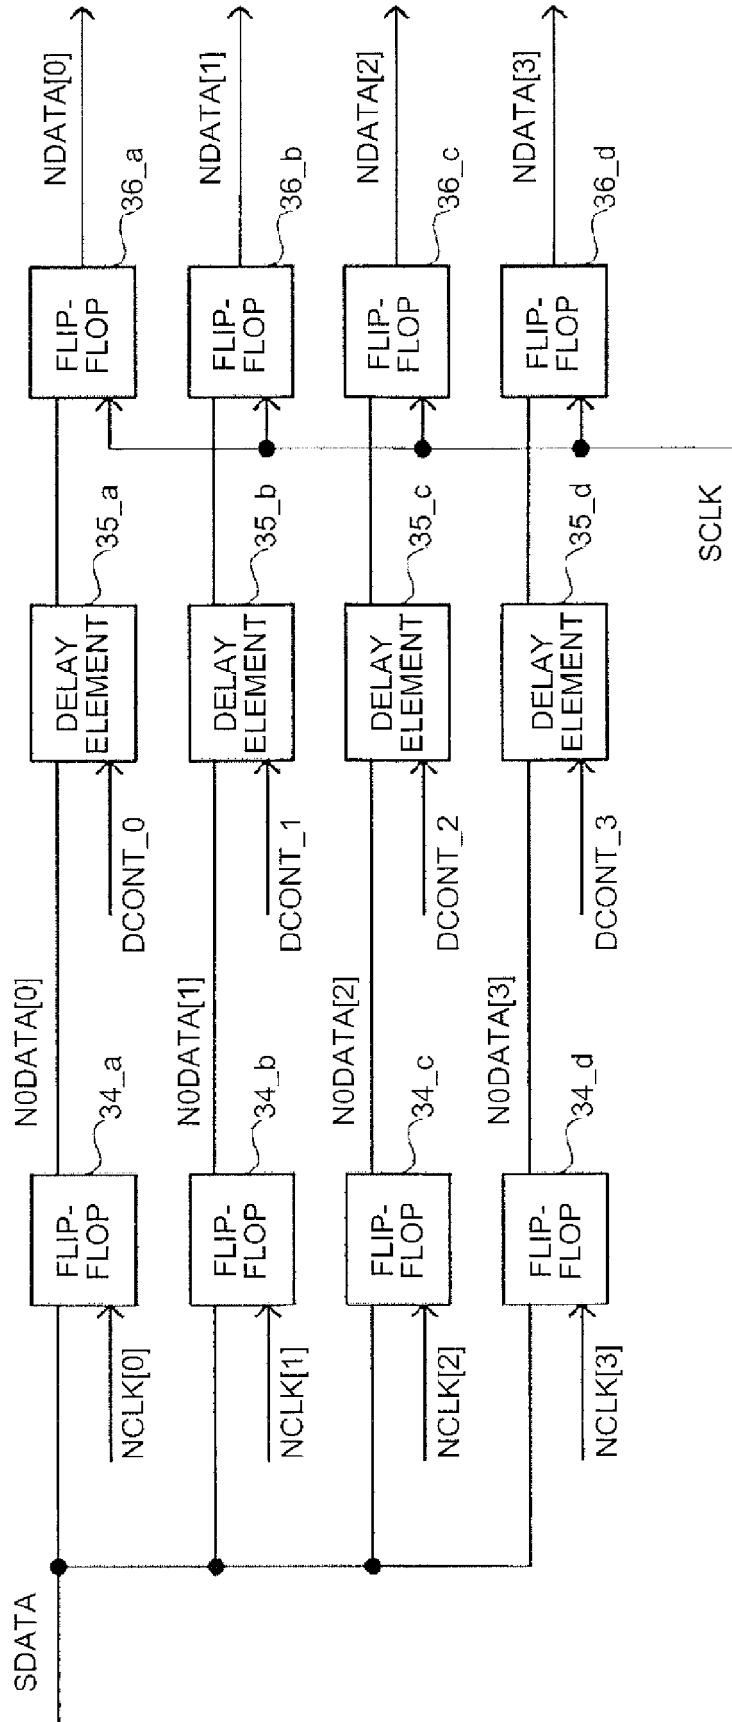 SDATA
NCLK[0]
FLIP-
FLOP
34_a
N0DATA[0]
DCONT_0
DELAY
ELEMENT
35_a
FLIP-
FLOP
36_a
NDATA[0]
NCLK[1]
FLIP-
FLOP
34_b
N0DATA[1]
DCONT_1
DELAY
ELEMENT
35_b
FLIP-
FLOP
36_b
NDATA[1]
NCLK[2]
FLIP-
FLOP
34_c
N0DATA[2]
DCONT_2
DELAY
ELEMENT
35_c
FLIP-
FLOP
36_c
NDATA[2]
NCLK[3]
FLIP-
FLOP
34_d
N0DATA[3]
DCONT_3
DELAY
ELEMENT
35_d
FLIP-
FLOP
36_d
NDATA[3]
SCLK